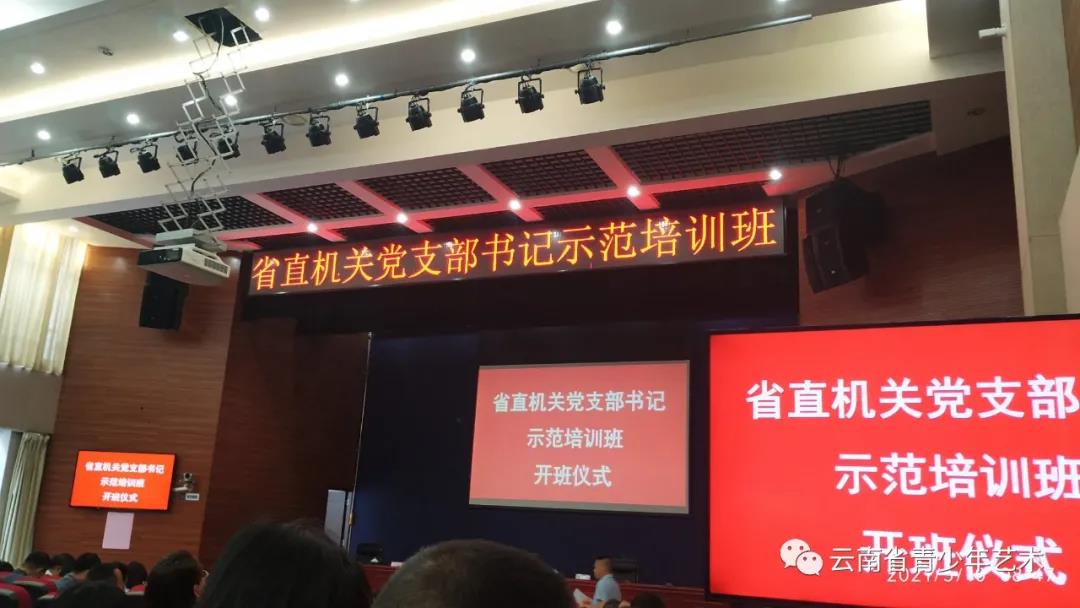 省直机关党支部书记示范培训班
省直机关党支部书记
示范培训班
开班仪式
省直机关党支部
示范培训班
开班仪式
省直机关党支部书记
示范培训班
开班仪式
云南省青少年艺术